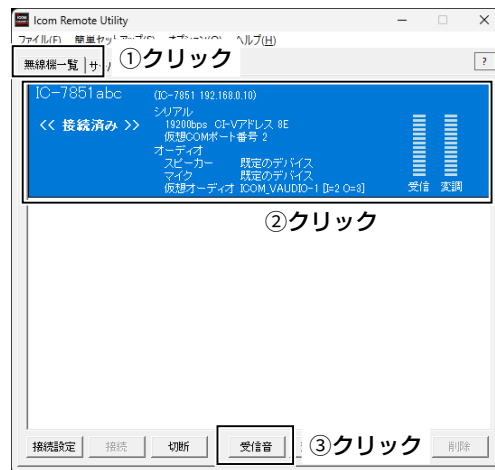 Icom Remote Utility
ヘルプ(H)
無線機一覧
①クリック
?
IC-7851abc
(IC-7851 192.168.0.10)
<< 接続済み >>
シリアル
19200bps CI-Vアドレス 8E
仮想COMポート番号 2
オーディオ
スピーカー 既定のデバイス
マイク 既定のデバイス
仮想オーディオ ICOM_VAUDIO-1 [I=2 O=3]
受信 変調
②クリック
接続設定 接続 切断 受信音 ③クリック 削除